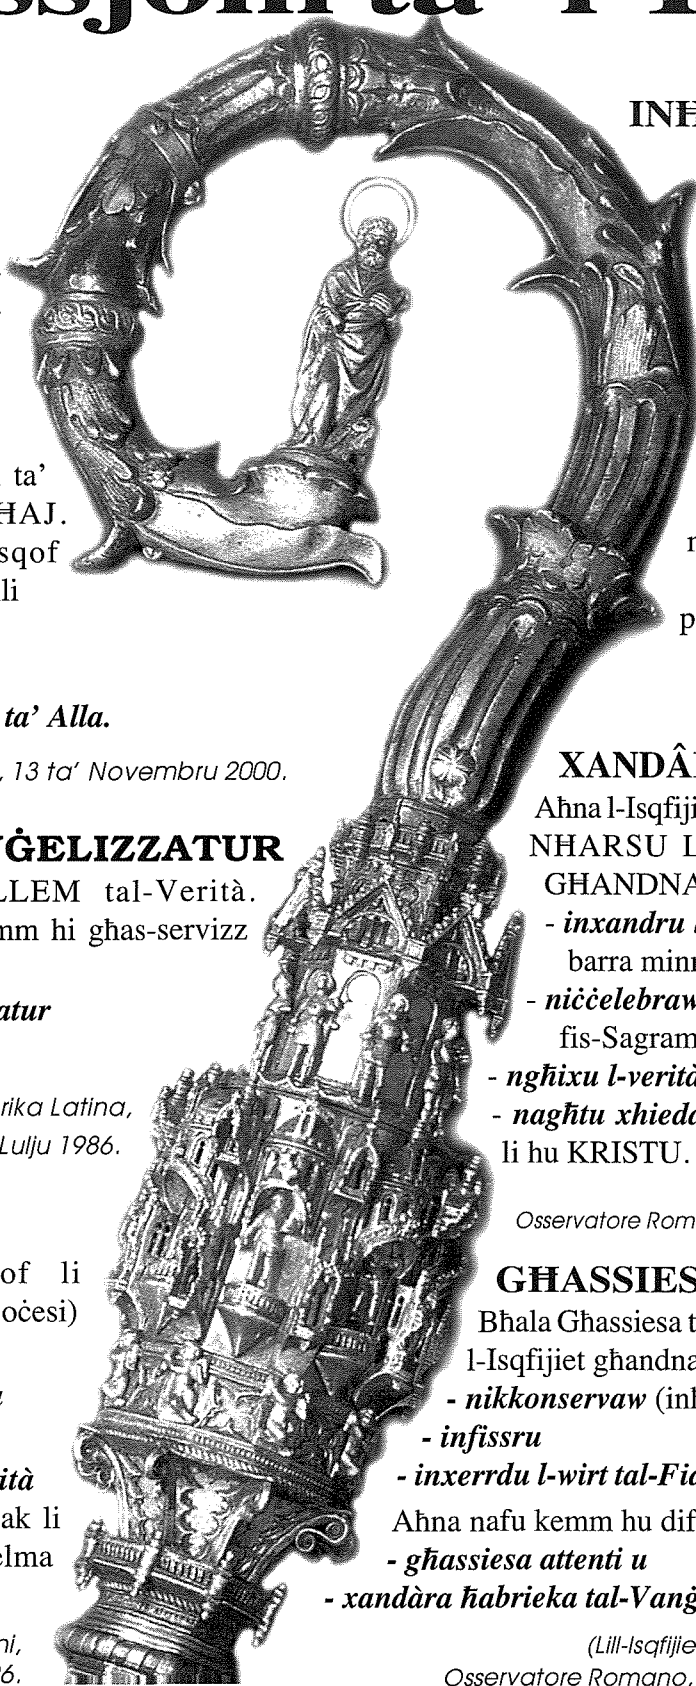 ssjoni ta' l-I
ta'
ĦAJ.
sqof
li
ta' Alla.
, 13 ta' Novembru 2000.
NĠELIZZATUR
LLEM tal-Verità.
mm hi għas-servizz
atur
rika Latina,
Lulju 1986.
of li
oċesi)
ità
ak li
elma
ni,
6.
INĦ
XANDÂ
Aħna l-Isqfiji
NĦARSU L
GĦANDNA
- inxandru
barra minn
- niċċelebraw
fis-Sagram
- ngħixu l-verità
- nagħtu xhieda
li hu KRISTU.
Osservatore Rom
GĦASSIES
Bħala Għassiesa t
l-Isqfijiet għandna
- nikkonservaw (inħ
- infissru
- inxerrdu l-wirt tal-Fid
Aħna nafu kemm hu dif
- għassiesa attenti u
- xandàra ħabrieka tal-Vanġ
(Lill-Isqfijie
Osservatore Romano,